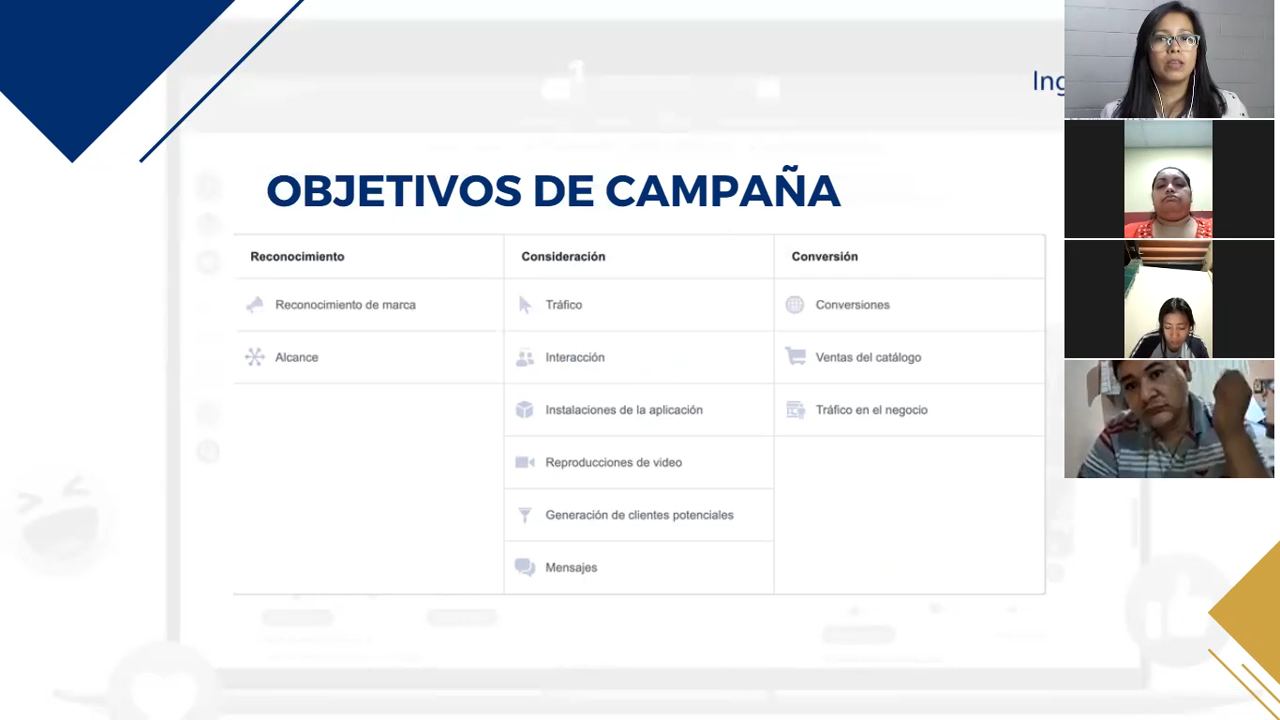 Ing
OBJETIVOS DE CAMPAÑA
Reconocimiento Consideración Conversión
Reconocimiento de marca Tráfico Conversiones
Alcance Interacción Ventas del catálogo
Instalaciones de la aplicación Tráfico en el negocio
Reproducciones de video
Generación de clientes potenciales
Mensajes